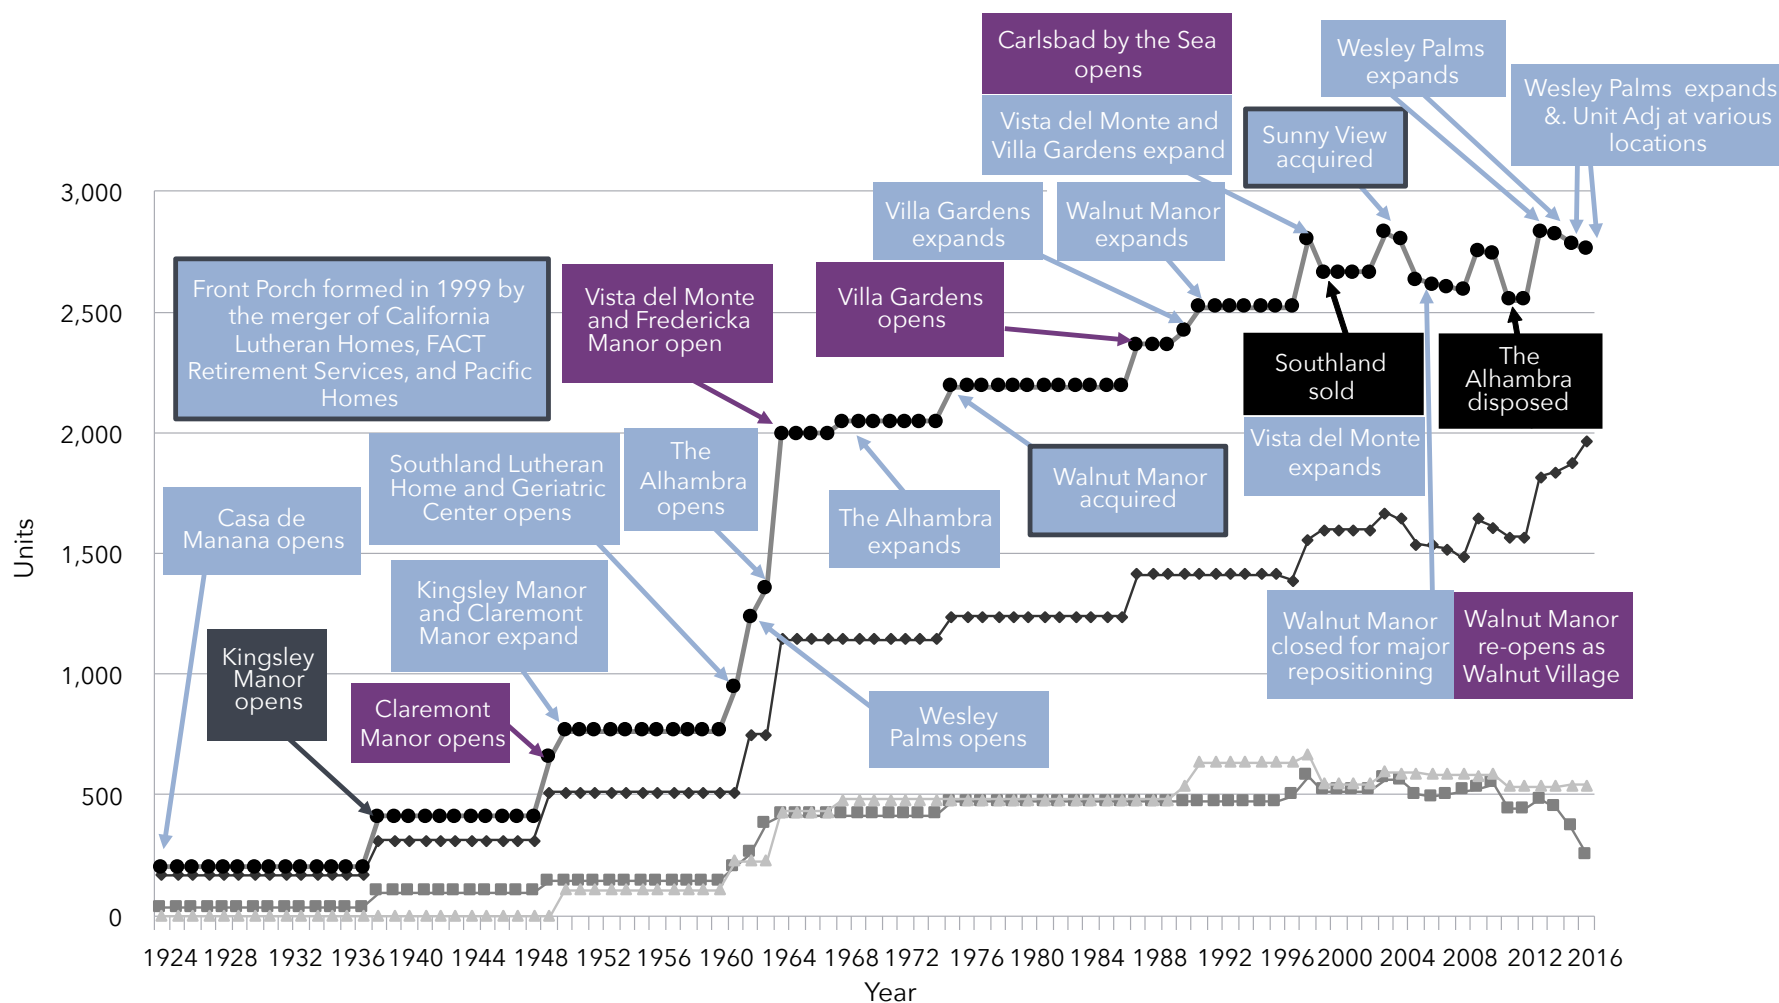 Carlsbad by the Sea
opens
Wesley Palms
expands
Wesley Palms expands
&. Unit Adj at various
locations
Vista del Monte and
Villa Gardens expand
Sunny View
acquired
Villa Gardens
expands
Walnut Manor
expands
Front Porch formed in 1999 by
the merger of California
Lutheran Homes, FACT
Retirement Services, and Pacific
Homes
Vista del Monte
and Fredericka
Manor open
Villa Gardens
opens
Southland
sold
The
Alhambra
disposed
Vista del Monte
expands
Southland Lutheran
Home and Geriatric
Center opens
The
Alhambra
opens
Walnut Manor
acquired
The Alhambra
expands
Casa de
Manana opens
Kingsley Manor
and Claremont
Manor expand
Kingsley
Manor
opens
Claremont
Manor opens
Wesley
Palms opens
Walnut Manor
closed for major
repositioning
Walnut Manor
re-opens as
Walnut Village
3,000
2,500
2,000
1,500
1,000
500
0
Units
1924 1928 1932 1936 1940 1944 1948 1952 1956 1960 1964 1968 1972 1976 1980 1984 1988 1992 1996 2000 2004 2008 2012 2016
Year